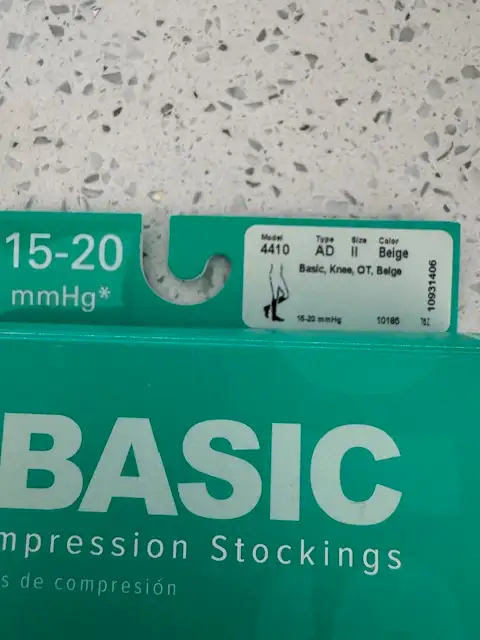 15-20
mmHg*
Model Type Size Color
4410 AD II Beige
Basic, Knee, OT, Beige
15-20 mmHg 10185
10931406
BASIC
mpression Stockings
s de compresión